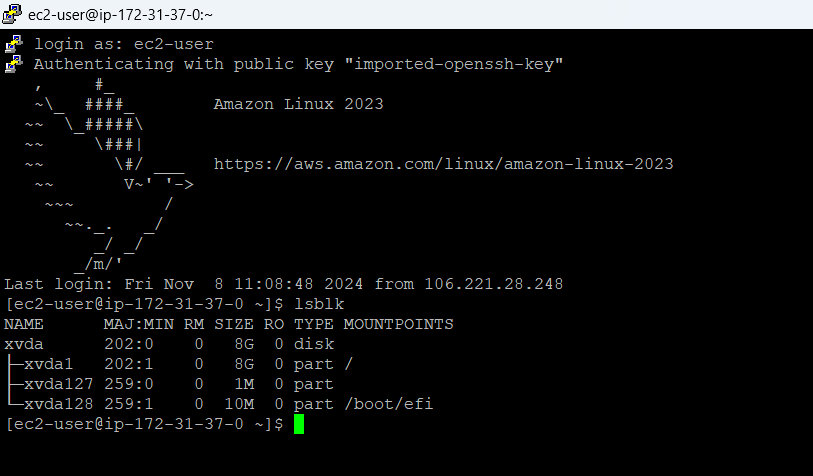 ec2-user@ip-172-31-37-0:~
login as: ec2-user
Authenticating with public key "imported-openssh-key"
   ,     #_
   ~\_  ####_        Amazon Linux 2023
  ~~  \_#####\
  ~~     \###|
  ~~       \#/ ___   https://aws.amazon.com/linux/amazon-linux-2023
   ~~       V~' '->
    ~~~         /
      ~~._.   _/
         _/ _/
       _/m/'
Last login: Fri Nov  8 11:08:48 2024 from 106.221.28.248
[ec2-user@ip-172-31-37-0 ~]$ lsblk
NAME      MAJ:MIN RM SIZE RO TYPE MOUNTPOINTS
xvda      202:0    0   8G  0 disk
├─xvda1   202:1    0   8G  0 part /
├─xvda127 259:0    0   1M  0 part
└─xvda128 259:1    0  10M  0 part /boot/efi
[ec2-user@ip-172-31-37-0 ~]$